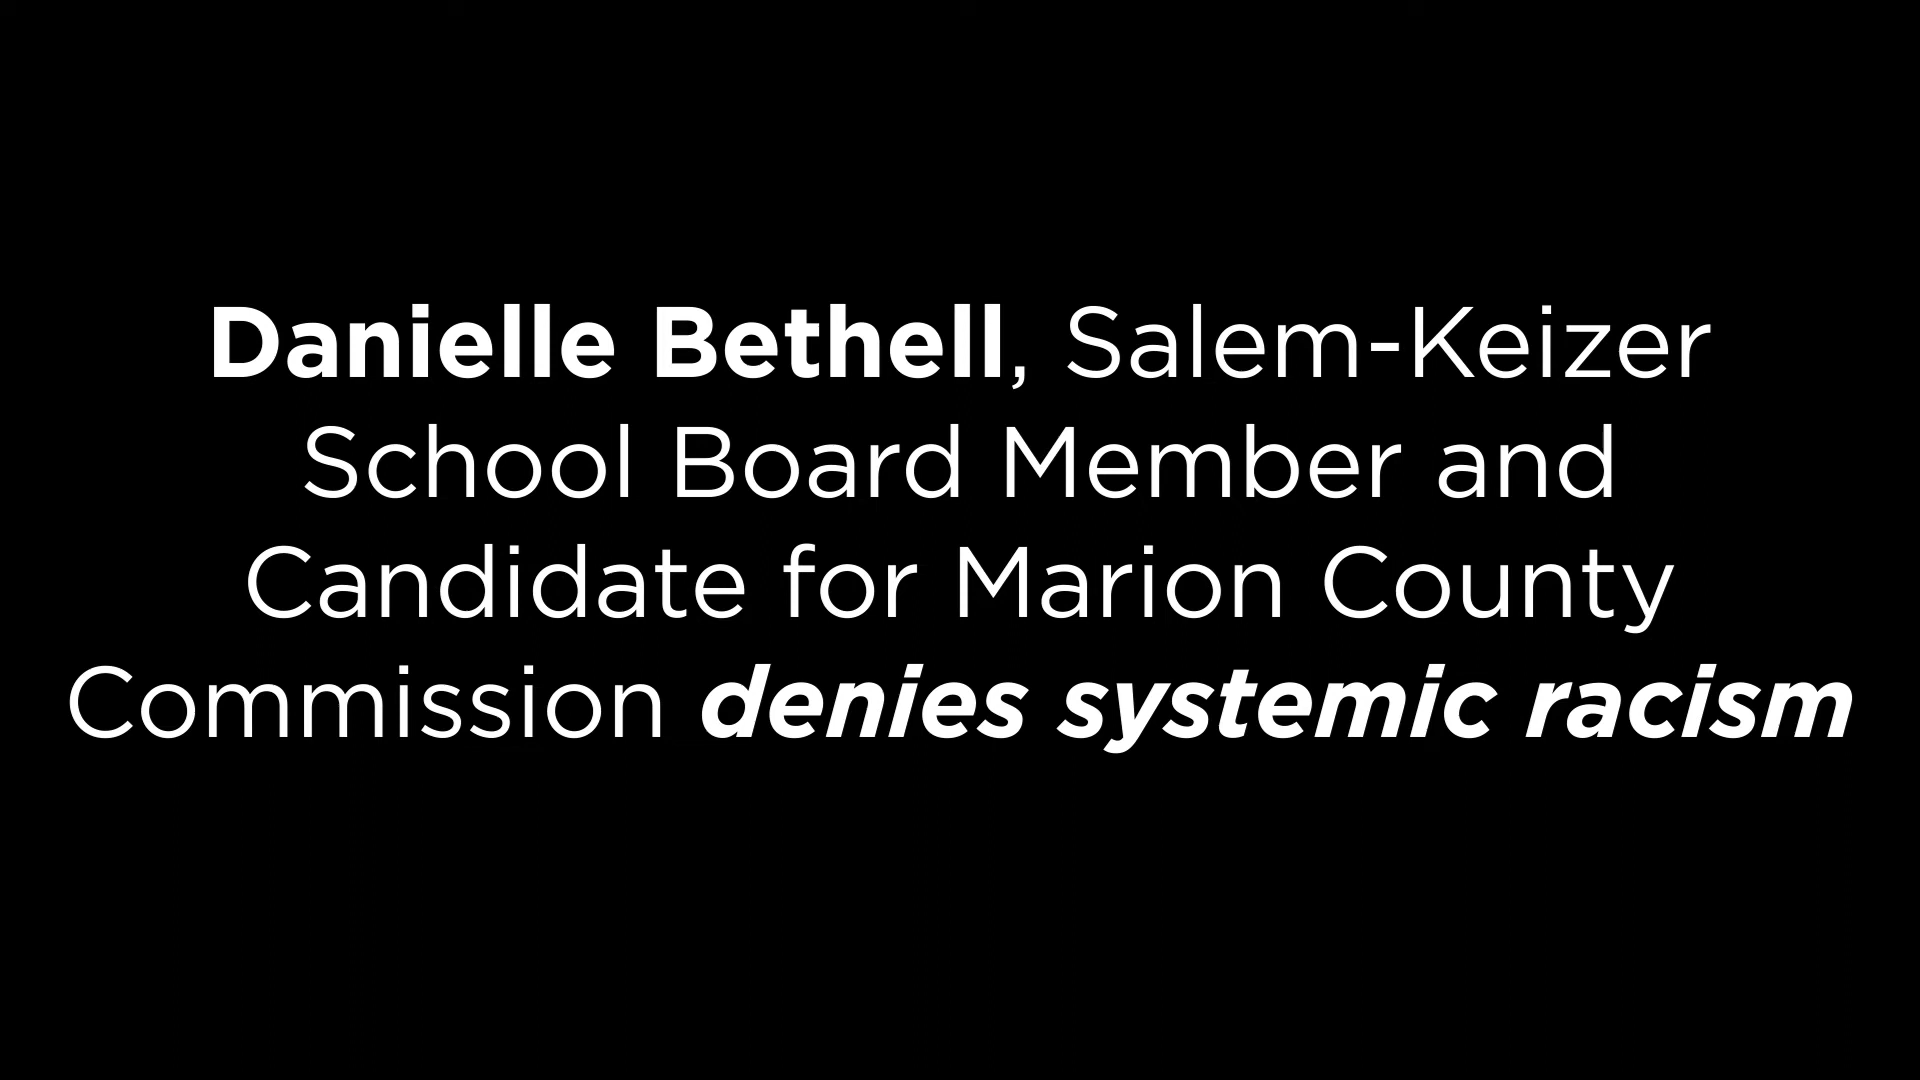 Danielle Bethell, Salem-Keizer
School Board Member and
Candidate for Marion County
Commission denies systemic racism